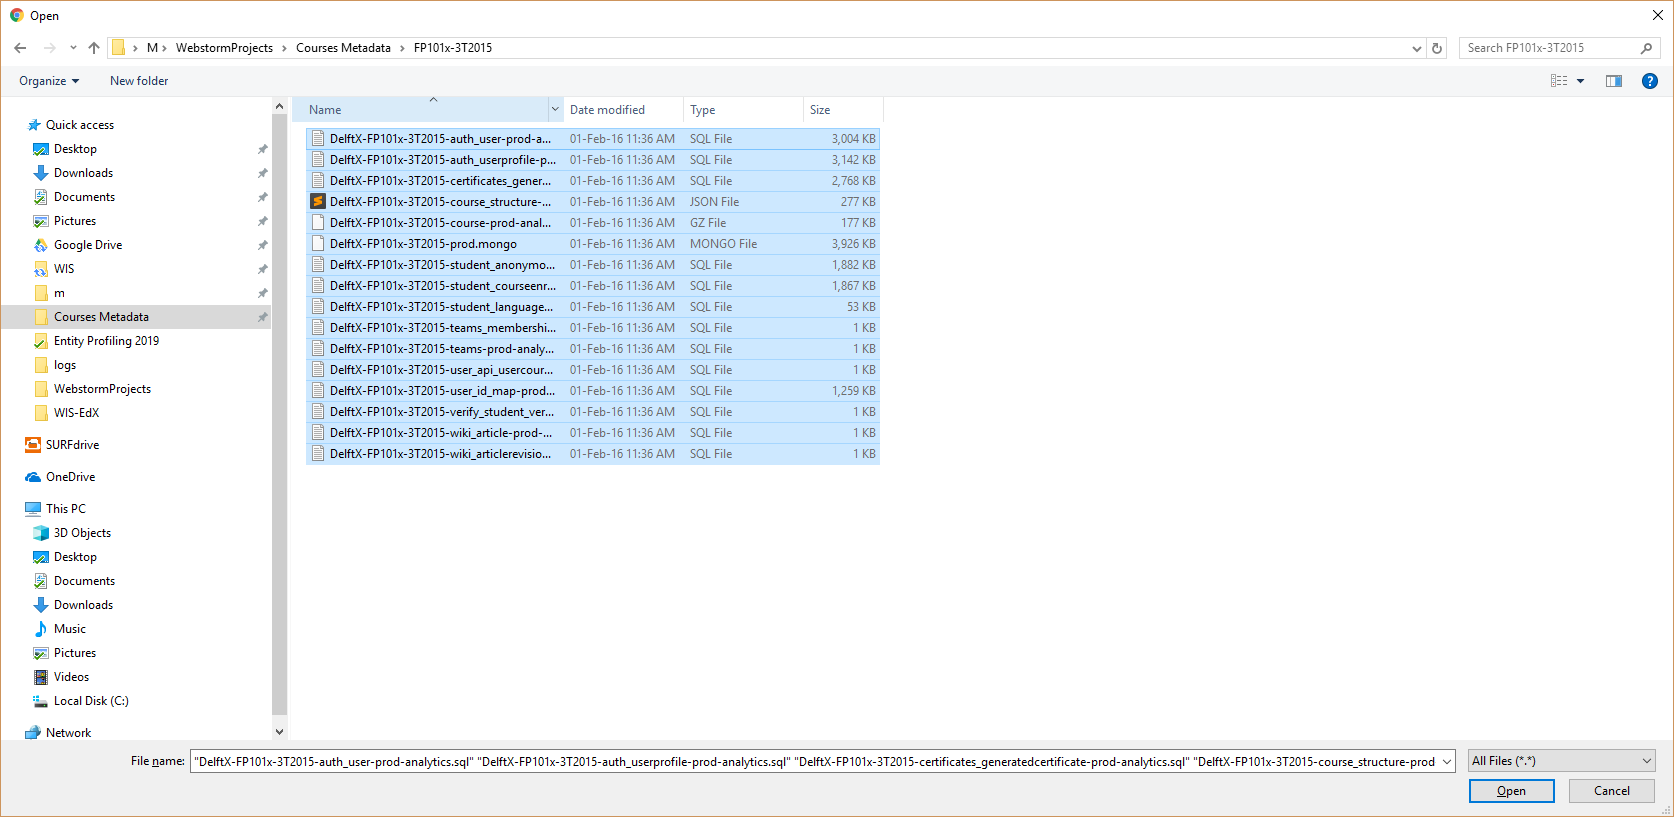 Open
M > WebstormProjects > Courses Metadata > FP101x-3T2015
Search FP101x-3T2015
Organize
New folder
Name Date modified Type Size
Quick access
Desktop
Downloads
Documents
Pictures
Google Drive
WIS
m
Courses Metadata
Entity Profiling 2019
logs
WebstormProjects
WIS-EdX
SURFdrive
OneDrive
This PC
3D Objects
Desktop
Documents
Downloads
Music
Pictures
Videos
Local Disk (C:)
Network
DelftX-FP101x-3T2015-auth_user-prod-a... 01-Feb-16 11:36 AM SQL File 3,004 KB
DelftX-FP101x-3T2015-auth_userprofile-p... 01-Feb-16 11:36 AM SQL File 3,142 KB
DelftX-FP101x-3T2015-certificates_gener... 01-Feb-16 11:36 AM SQL File 2,768 KB
DelftX-FP101x-3T2015-course_structure-... 01-Feb-16 11:36 AM JSON File 277 KB
DelftX-FP101x-3T2015-course-prod-anal... 01-Feb-16 11:36 AM GZ File 177 KB
DelftX-FP101x-3T2015-prod.mongo 01-Feb-16 11:36 AM MONGO File 3,926 KB
DelftX-FP101x-3T2015-student_anonymo... 01-Feb-16 11:36 AM SQL File 1,882 KB
DelftX-FP101x-3T2015-student_courseenr... 01-Feb-16 11:36 AM SQL File 1,867 KB
DelftX-FP101x-3T2015-student_language... 01-Feb-16 11:36 AM SQL File 53 KB
DelftX-FP101x-3T2015-teams_membershi... 01-Feb-16 11:36 AM SQL File 1 KB
DelftX-FP101x-3T2015-teams-prod-analy... 01-Feb-16 11:36 AM SQL File 1 KB
DelftX-FP101x-3T2015-user_api_usercour... 01-Feb-16 11:36 AM SQL File 1 KB
DelftX-FP101x-3T2015-user_id_map-prod... 01-Feb-16 11:36 AM SQL File 1,259 KB
DelftX-FP101x-3T2015-verify_student_ver... 01-Feb-16 11:36 AM SQL File 1 KB
DelftX-FP101x-3T2015-wiki_article-prod-... 01-Feb-16 11:36 AM SQL File 1 KB
DelftX-FP101x-3T2015-wiki_articlerevisio... 01-Feb-16 11:36 AM SQL File 1 KB
File name: "DelftX-FP101x-3T2015-auth_user-prod-analytics.sql" "DelftX-FP101x-3T2015-auth_userprofile-prod-analytics.sql" "DelftX-FP101x-3T2015-certificates_generatedcertificate-prod-analytics.sql" "DelftX-FP101x-3T2015-course_structure-prod
All Files (*.*)
Open
Cancel